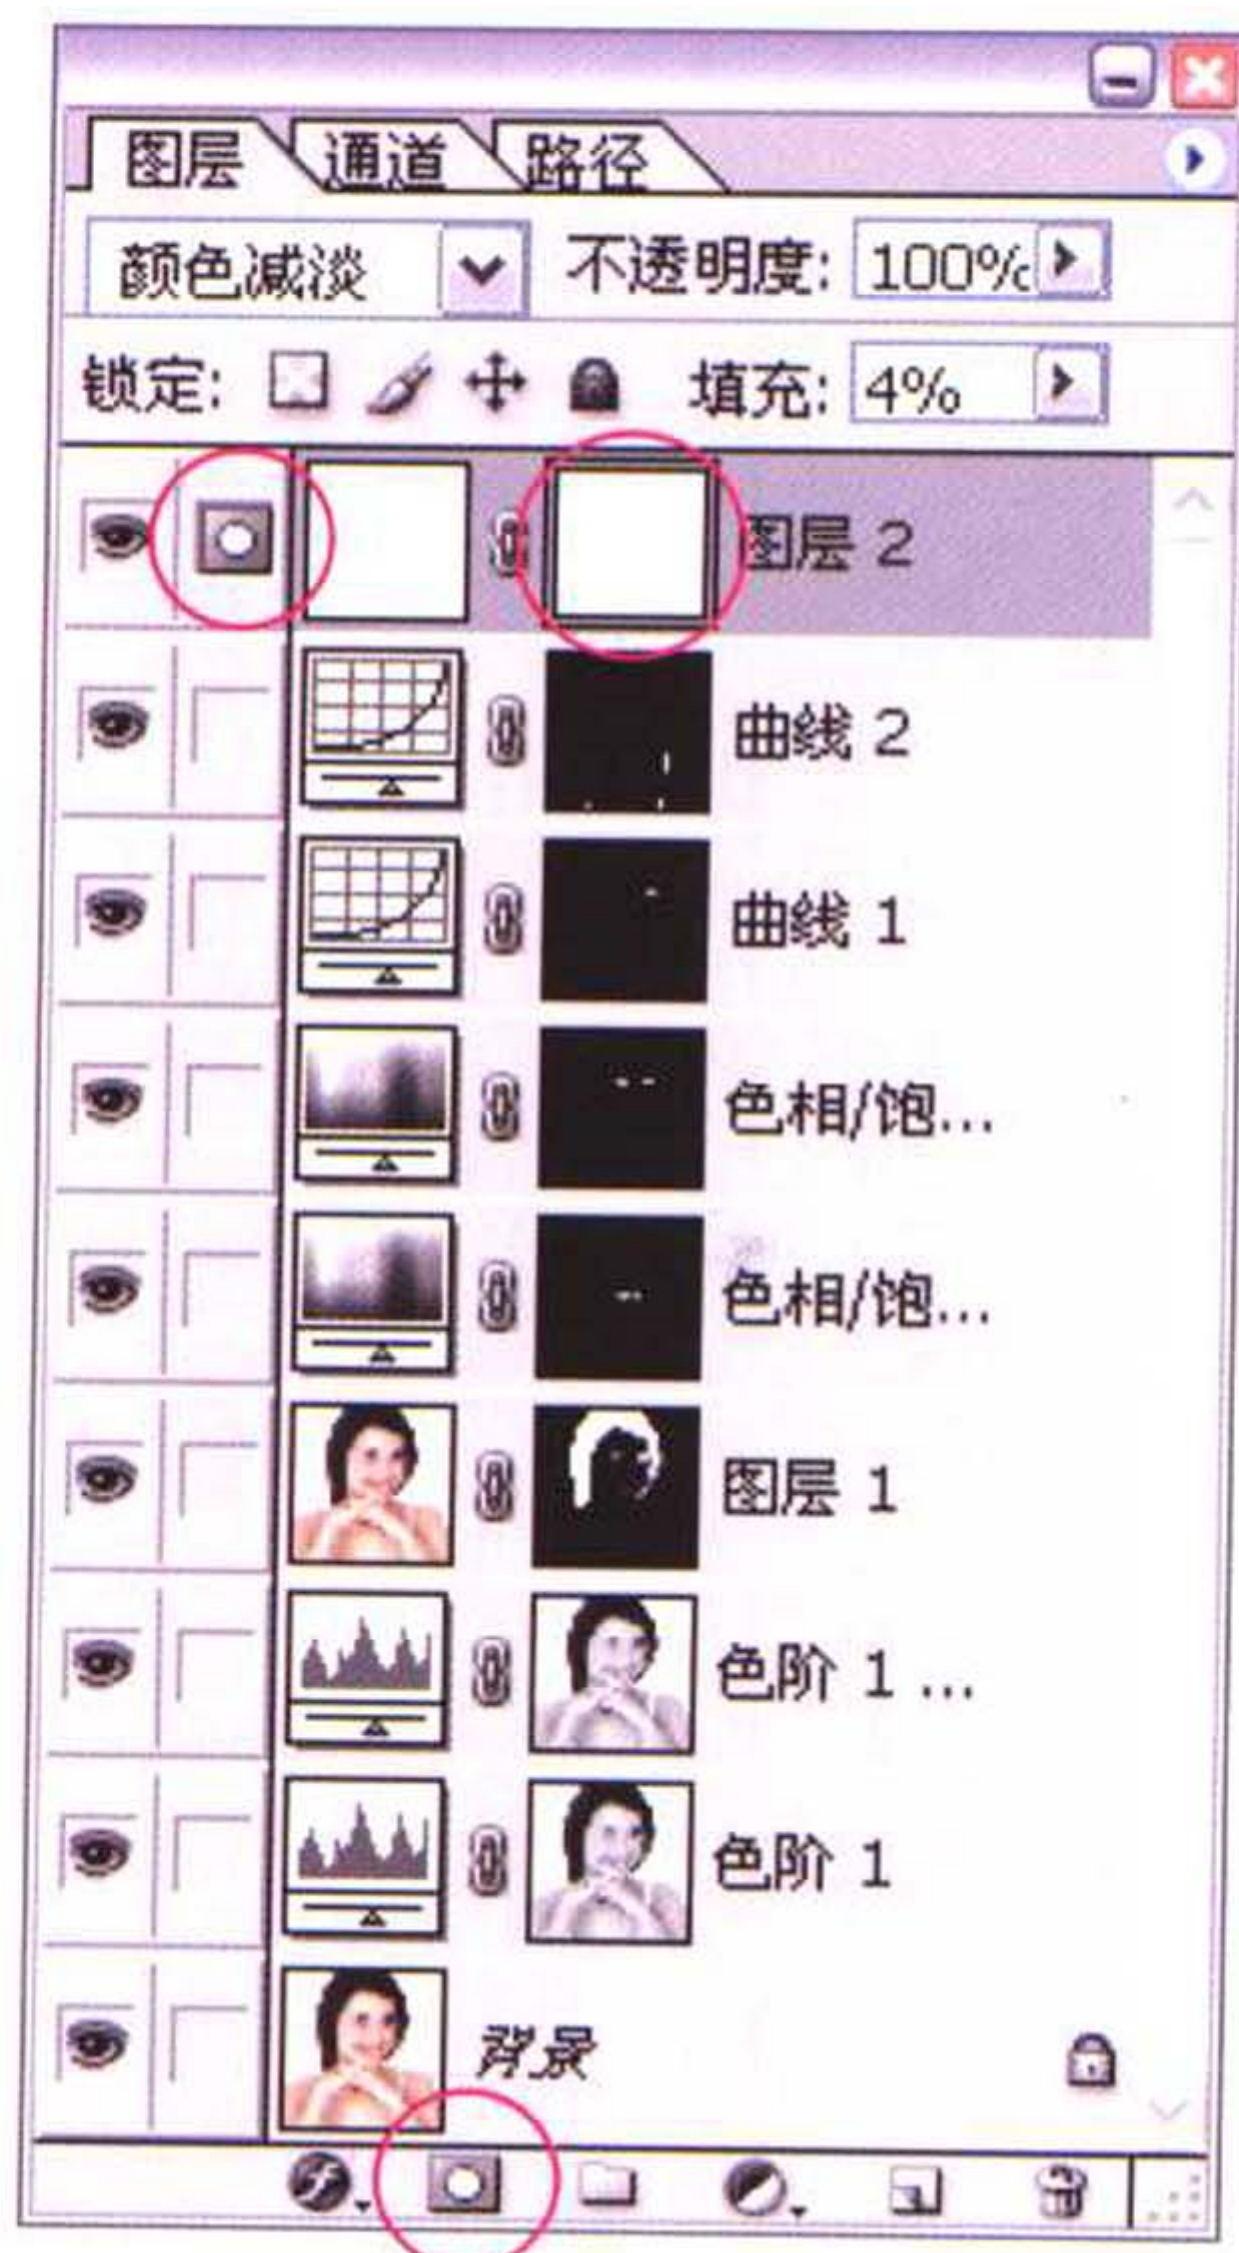 图层 通道 路径
颜色减淡 不透明度: 100%
锁定: 填充: 4%
图层 2
曲线 2
曲线 1
色相/饱...
色相/饱...
图层 1
色阶 1 ...
色阶 1
背景